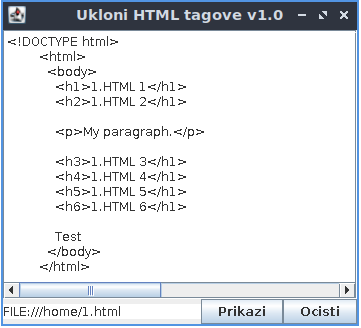 Ukloni HTML tagove v1.0
<!DOCTYPE html>
<html>
<body>
<h1>1.HTML 1</h1>
<h2>1.HTML 2</h1>
<p>My paragraph.</p>
<h3>1.HTML 3</h1>
<h4>1.HTML 4</h1>
<h5>1.HTML 5</h1>
<h6>1.HTML 6</h1>
Test
</body>
</html>
FILE:///home/1.html Prikazi Ocisti